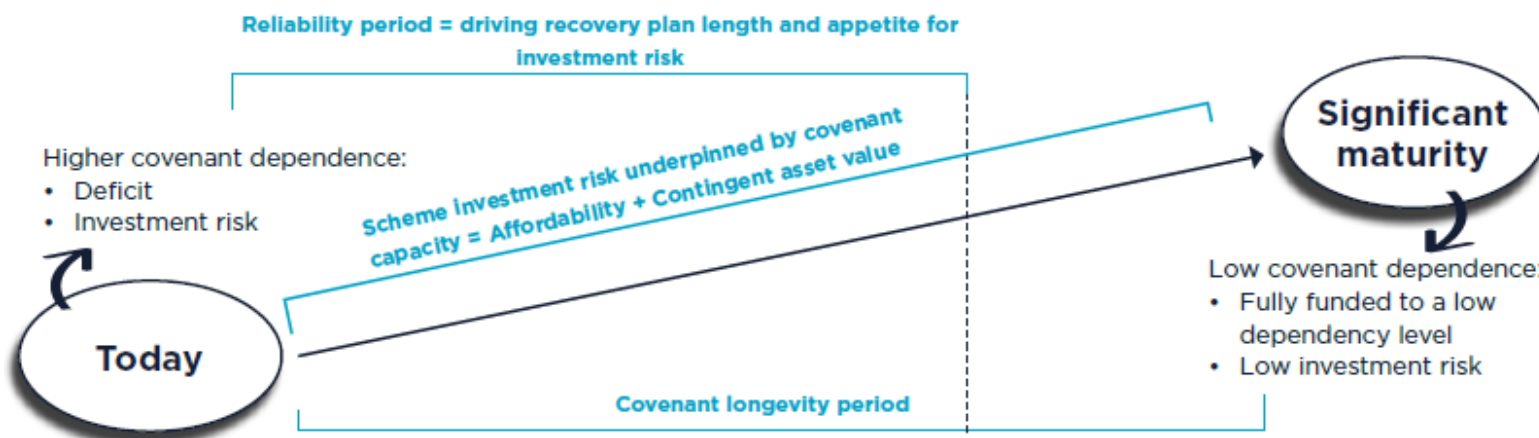 Reliability period = driving recovery plan length and appetite for
investment risk
Higher covenant dependence:
• Deficit
• Investment risk
Scheme investment risk underpinned by covenant
capacity = Affordability + Contingent asset value
Significant
maturity
Today
Low covenant dependence:
• Fully funded to a low
dependency level
• Low investment risk
Covenant longevity period